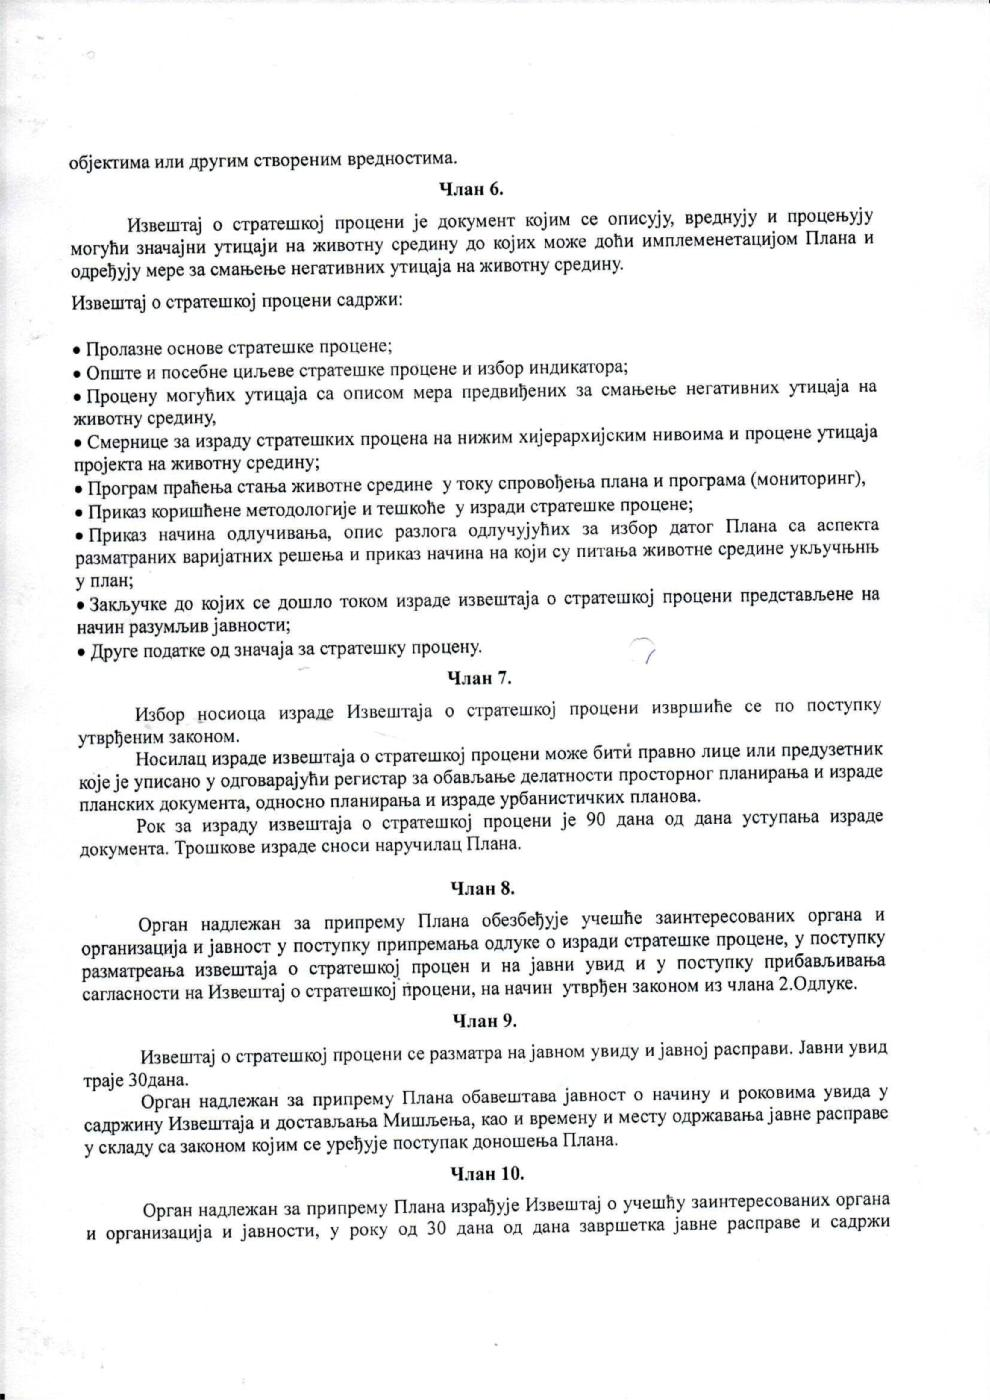 објектима или другим створеним вредностима.
Члан 6.
Извештај о стратешкој процени је документ којим се описују, вреднују и процењују
могући значајни утицаји на животну средину до којих може доћи имплеменетацијом Плана и
одређују мере за смањење негативних утицаја на животну средину.
Извештај о стратешкој процени садржи:
• Пролазне основе стратешке процене;
• Опште и посебне циљеве стратешке процене и избор индикатора;
• Процену могућих утицаја са описом мера предвиђених за смањење негативних утицаја на
животну средину,
• Смернице за израду стратешких процена на нижим хијерархијским нивоима и процене утицаја
пројекта на животну средину;
• Програм праћења стања животне средине у току спровођења плана и програма (мониторинг),
• Приказ коришћене методологије и тешкоће у изради стратешке процене;
• Приказ начина одлучивања, опис разлога одлучујућих за избор датог Плана са аспекта
разматраних варијатних решења и приказ начина на који су питања животне средине укључњнњ
у план;
• Закључке до којих се дошло током израде извештаја о стратешкој процени представљене на
начин разумљив јавности;
• Друге податке од значаја за стратешку процену.
Члан 7.
Избор носиоца израде Извештаја о стратешкој процени извршиће се по поступку
утврђеним законом.
Носилац израде извештаја о стратешкој процени може бити правно лице или предузетник
које је уписано у одговарајући регистар за обављање делатности просторног планирања и израде
планских документа, односно планирања и израде урбанистичких планова.
Рок за израду извештаја о стратешкој процени је 90 дана од дана уступања израде
документа. Трошкове израде сноси наручилац Плана.
Члан 8.
Орган надлежан за припрему Плана обезбеђује учешће заинтересованих органа и
организација и јавност у поступку припремања одлуке о изради стратешке процене, у поступку
разматреања извештаја о стратешкој процен и на јавни увид и у поступку прибављивања
сагласности на Извештај о стратешкој процени, на начин утврђен законом из члана 2.Одлуке.
Члан 9.
Извештај о стратешкој процени се разматра на јавном увиду и јавној расправи. Јавни увид
траје 30дана.
Орган надлежан за припрему Плана обавештава јавност о начину и роковима увида у
садржину Извештаја и достављања Мишљења, као и времену и месту одржавања јавне расправе
у складу са законом којим се уређује поступак доношења Плана.
Члан 10.
Орган надлежан за припрему Плана израђује Извештај о учешћу заинтересованих органа
и организација и јавности, у року од 30 дана од дана завршетка јавне расправе и садржи